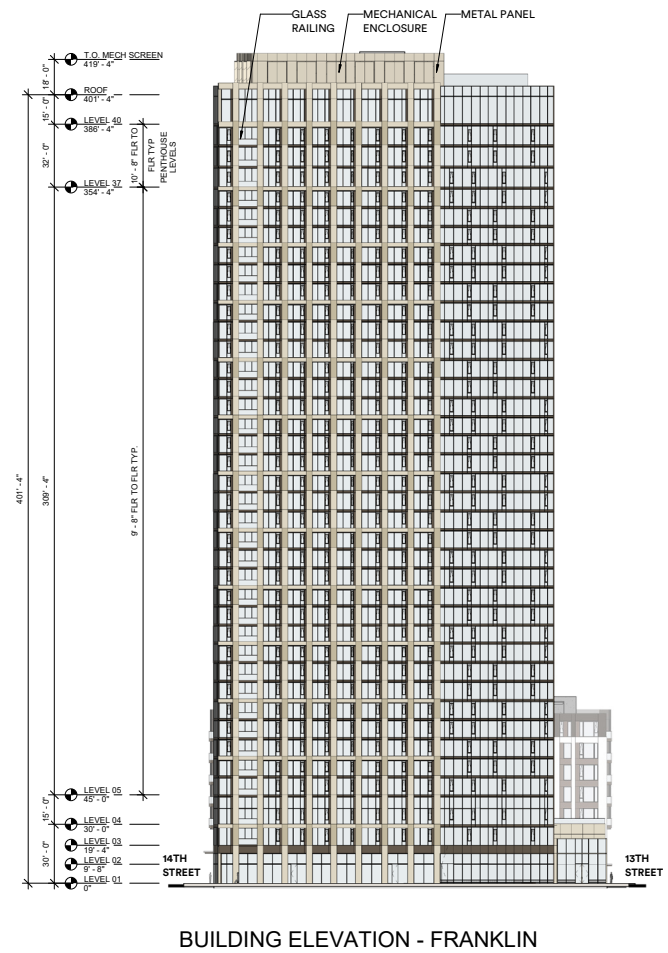 GLASS
RAILING
MECHANICAL
ENCLOSURE
METAL PANEL
T.O. MECH SCREEN
419' - 4"
18' - 0"
ROOF
401' - 4"
15' - 0"
LEVEL 40
386' - 4"
32' - 0"
10' - 8" FLR TO
FLR TYP
PENTHOUSE
LEVELS
LEVEL 37
354' - 4"
401' - 4"
309' - 4"
9' - 8" FLR TO FLR TYP.
LEVEL 05
45' - 0"
15' - 0"
LEVEL 04
30' - 0"
30' - 0"
LEVEL 03
19' - 4"
LEVEL 02
9' - 8"
LEVEL 01
0"
14TH
STREET
13TH
STREET
BUILDING ELEVATION - FRANKLIN